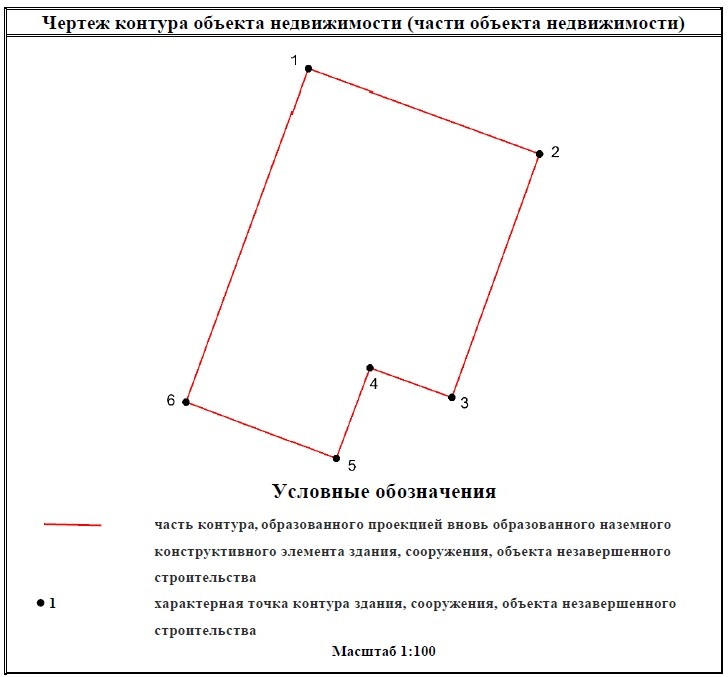 Чертеж контура объекта недвижимости (части объекта недвижимости)
1
2
4
6
3
5
Условные обозначения
часть контура, образованного проекцией вновь образованного наземного
конструктивного элемента здания, сооружения, объекта незавершенного
строительства
1 характерная точка контура здания, сооружения, объекта незавершенного
строительства
Масштаб 1:100